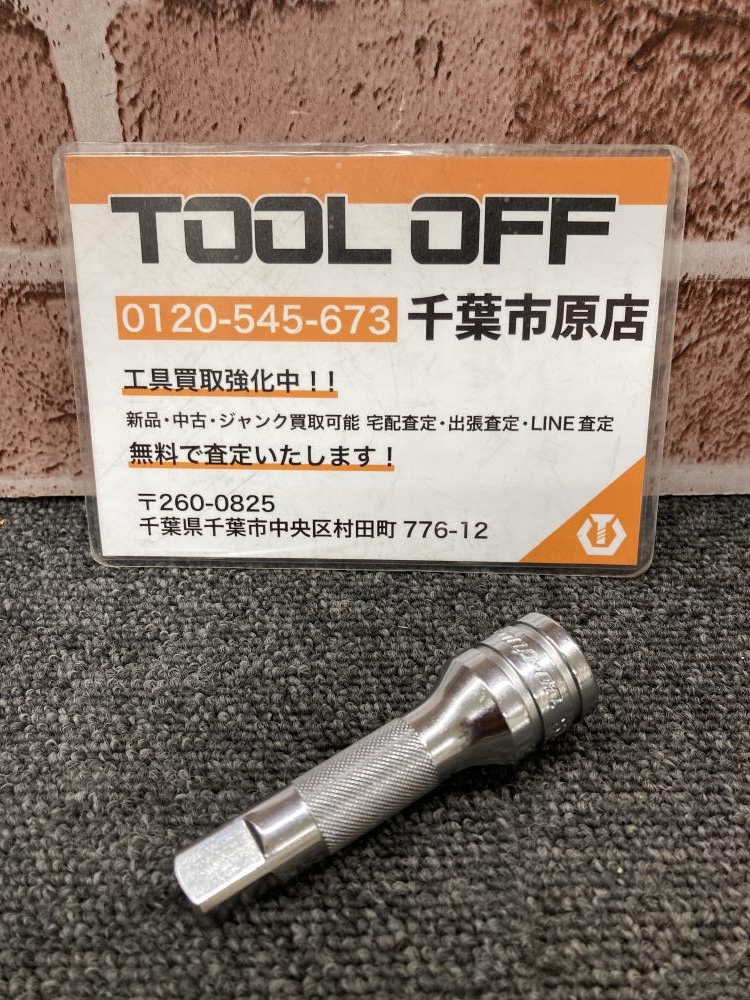 TOOL OFF
0120-545-673 千葉市原店
工具買取強化中!!
新品・中古・ジャンク買取可能 宅配査定・出張査定・LINE査定
無料で査定いたします!
〒260-0825
千葉県千葉市中央区村田町 776-12